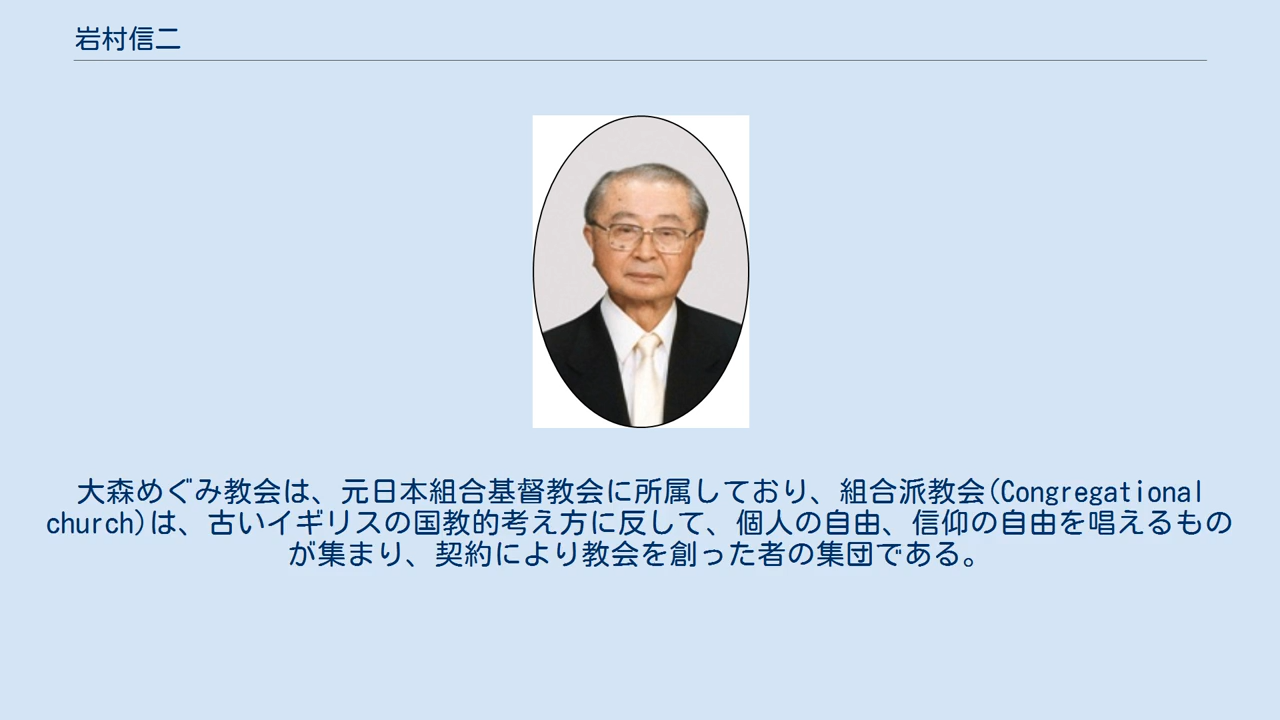 岩村信二
大森めぐみ教会は、元日本組合基督教会に所属しており、組合派教会(Congregational
church)は、古いイギリスの国教的考え方に反して、個人の自由、信仰の自由を唱えるもの
が集まり、契約により教会を創った者の集団である。